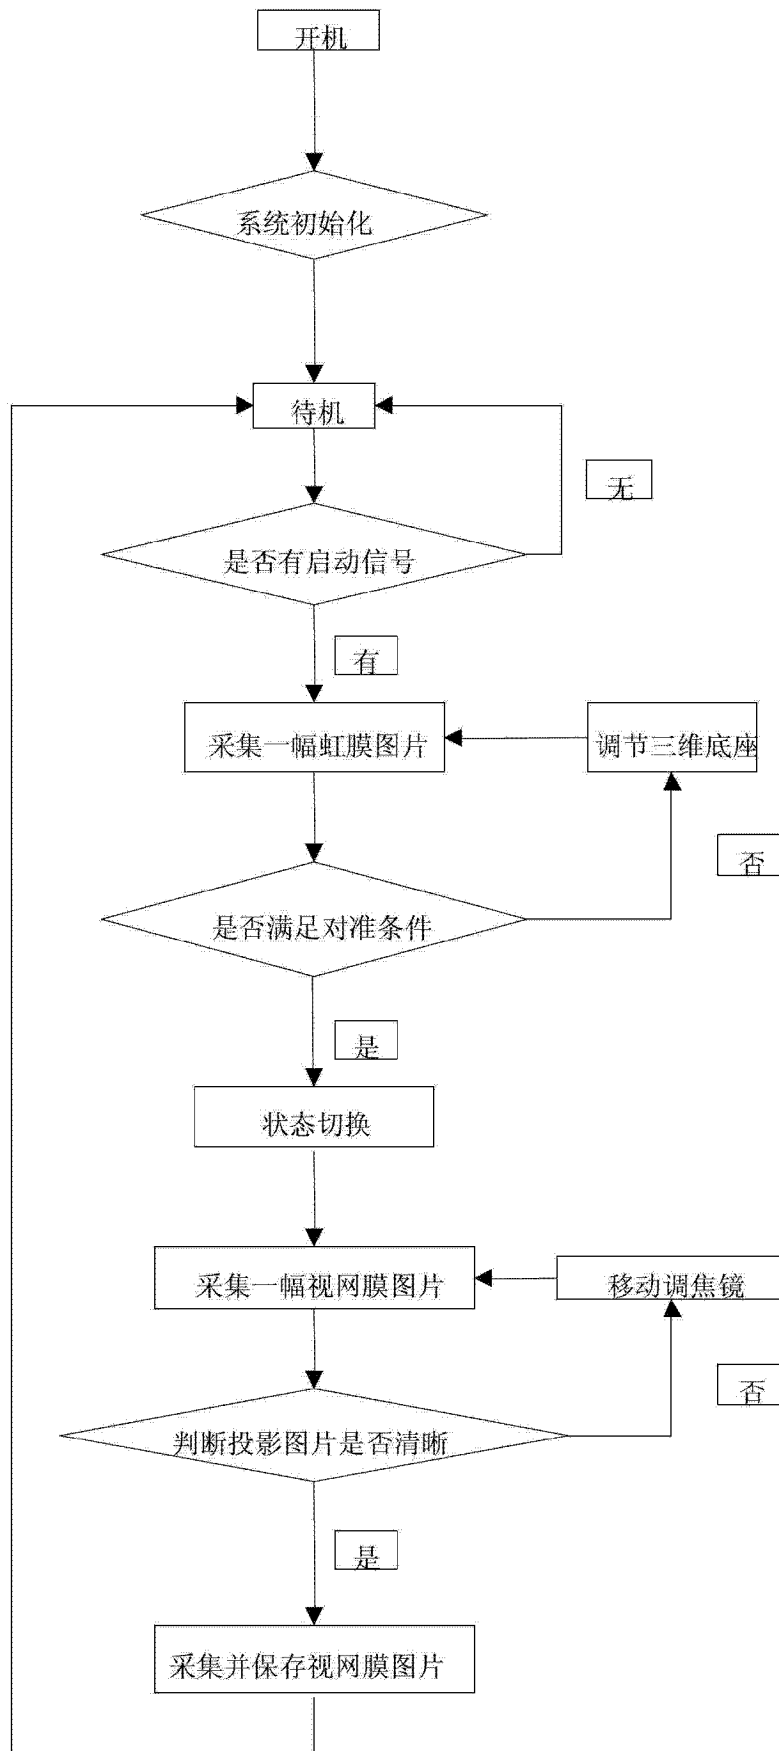 开机
系统初始化
待机
无
是否有启动信号
有
采集一幅虹膜图片
调节三维底座
否
是否满足对准条件
是
状态切换
采集一幅视网膜图片
移动调焦镜
否
判断投影图片是否清晰
是
采集并保存视网膜图片